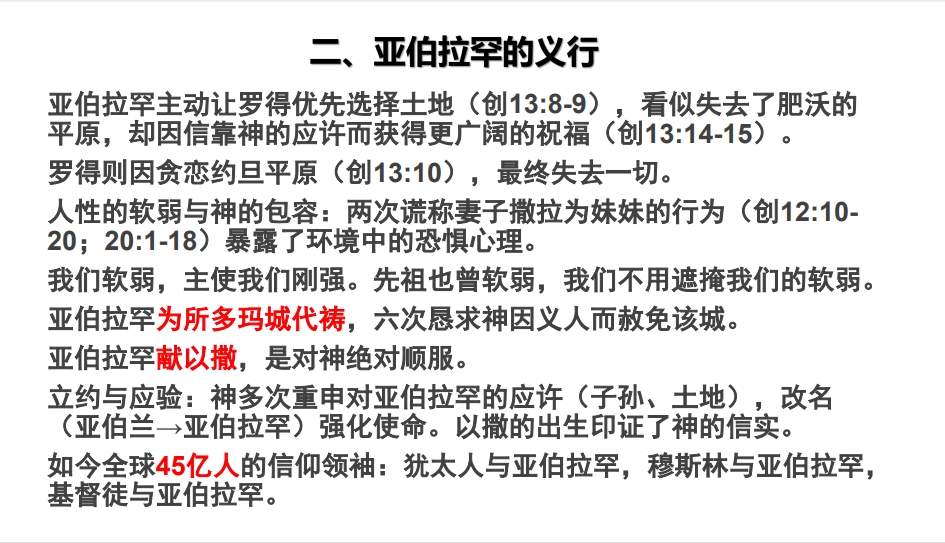 二、亚伯拉罕的义行
亚伯拉罕主动让罗得优先选择土地（创13:8-9），看似失去了肥沃的
平原，却因信靠神的应许而获得更广阔的祝福（创13:14-15）。
罗得则因贪恋约旦平原（创13:10），最终失去一切。
人性的软弱与神的包容：两次谎称妻子撒拉为妹妹的行为（创12:10-
20；20:1-18）暴露了环境中的恐惧心理。
我们软弱，主使我们刚强。先祖也曾软弱，我们不用遮掩我们的软弱。
亚伯拉罕为所多玛城代祷，六次恳求神因义人而赦免该城。
亚伯拉罕献以撒，是对神绝对顺服。
立约与应验：神多次重申对亚伯拉罕的应许（子孙、土地），改名
（亚伯兰→亚伯拉罕）强化使命。以撒的出生印证了神的信实。
如今全球45亿人的信仰领袖：犹太人与亚伯拉罕，穆斯林与亚伯拉罕，
基督徒与亚伯拉罕。